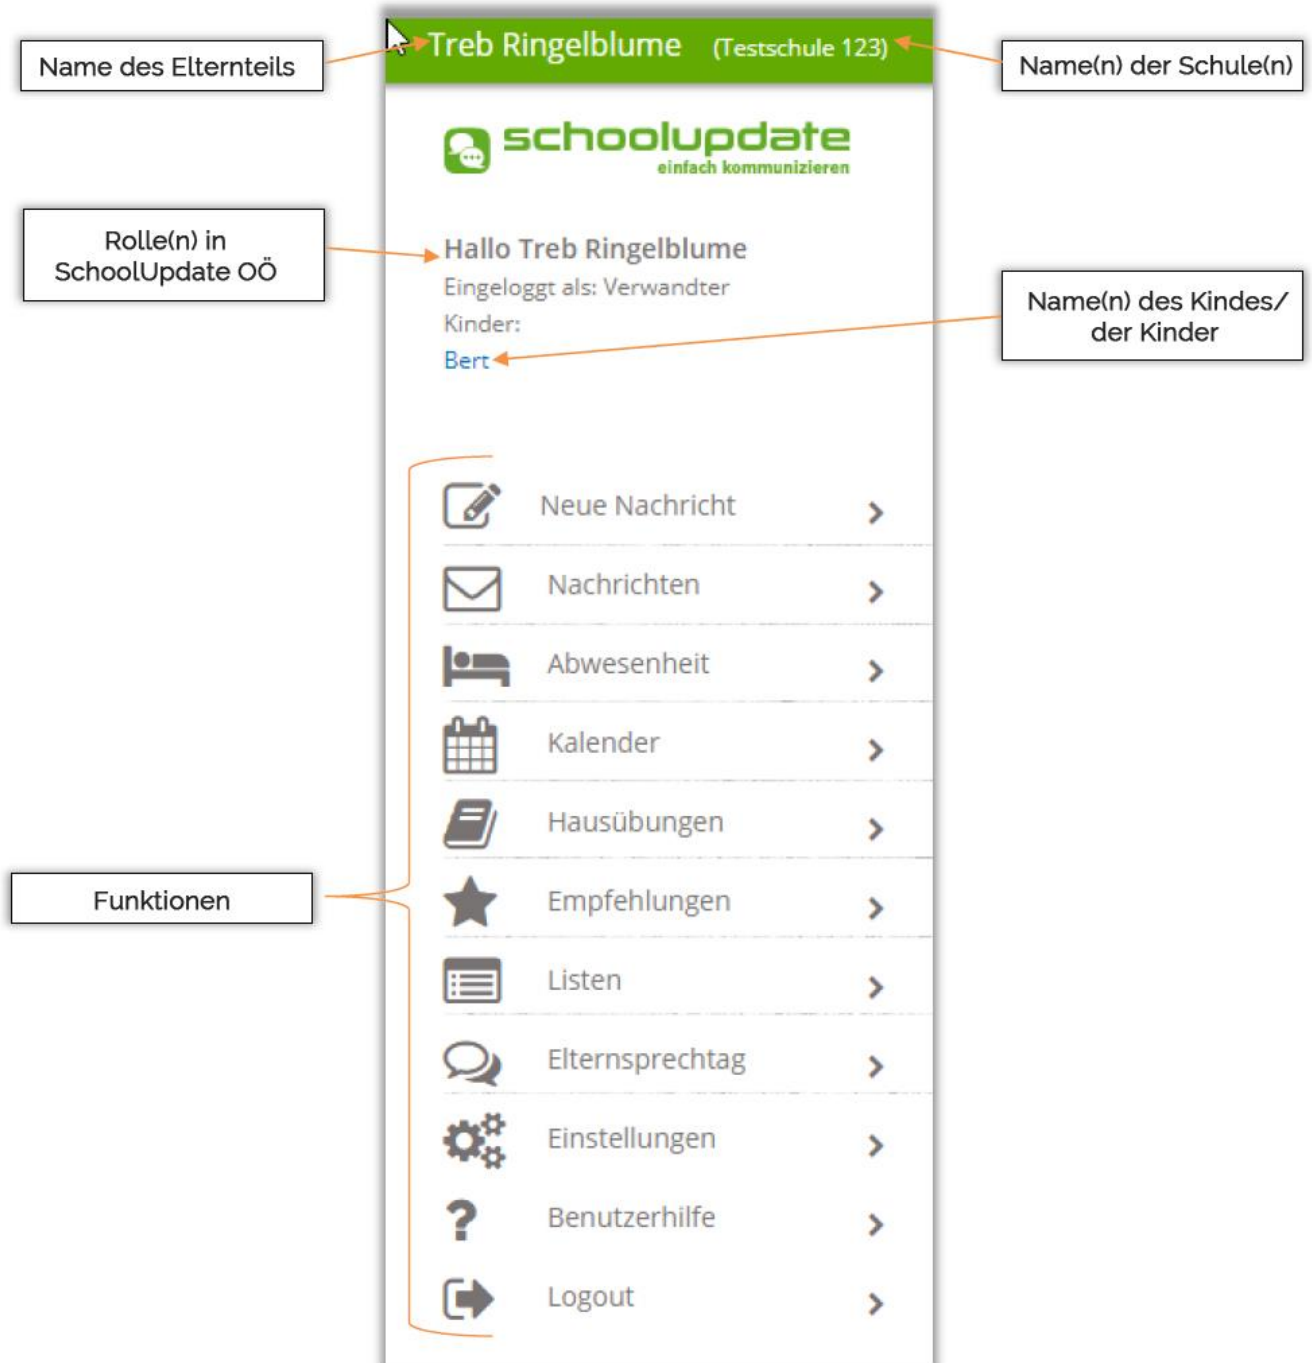 Treb Ringelblume (Testschule 123)
Name des Elternteils
Name(n) der Schule(n)
schoolupdate
einfach kommunizieren
Rolle(n) in
SchoolUpdate OÖ
Hallo Treb Ringelblume
Eingeloggt als: Verwandter
Kinder:
Bert
Name(n) des Kindes/
der Kinder
Neue Nachricht
Nachrichten
Abwesenheit
Kalender
Hausübungen
Funktionen
Empfehlungen
Listen
Elternsprechtag
Einstellungen
Benutzerhilfe
Logout